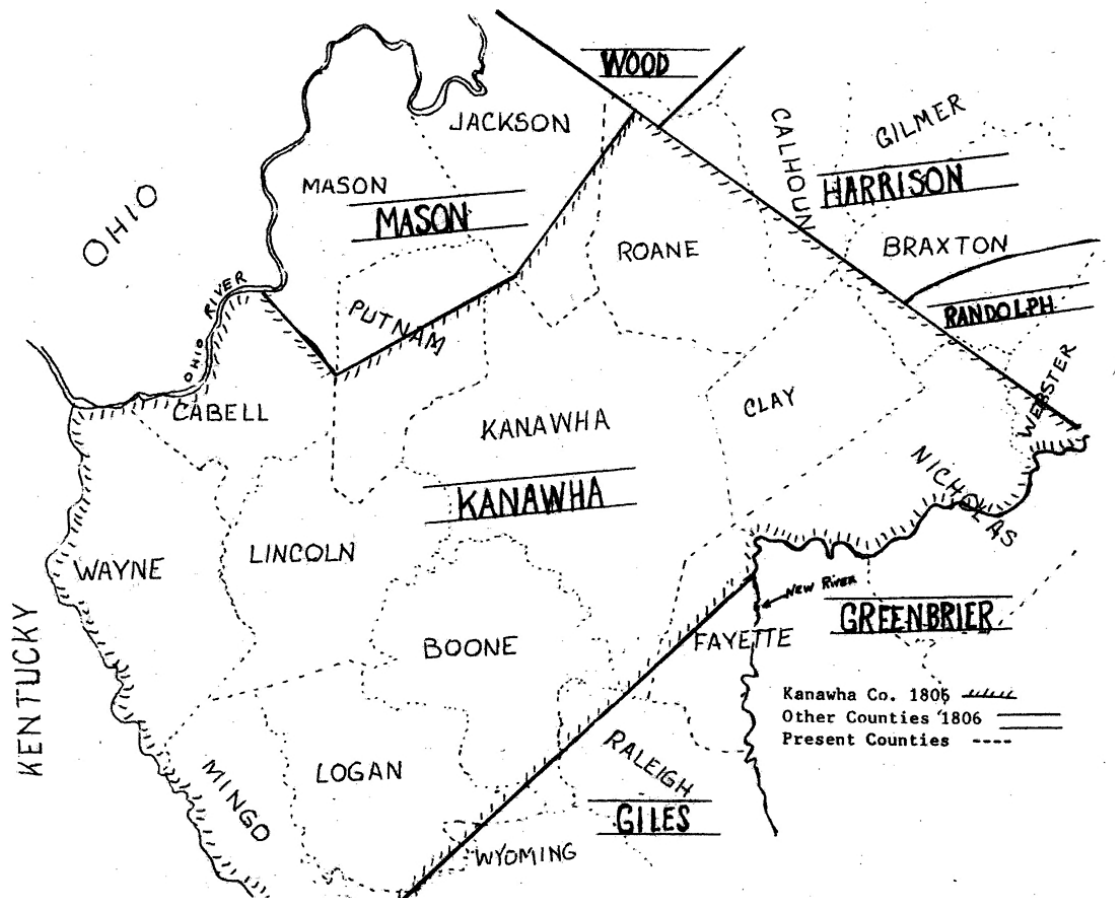 WOOD
JACKSON
CALHOUN
GILMER
MASON
MASON
HARRISON
OHIO
ROANE
BRAXTON
OHIO RIVER
PUTNAM
RANDOLPH
CABELL
KANAWHA
CLAY
WEBSTER
KANAWHA
NICHOLAS
WAYNE
LINCOLN
NEW RIVER
GREENBRIER
BOONE
FAYETTE
KENTUCKY
Kanawha Co. 1806
Other Counties 1806
Present Counties ----
MINGO
LOGAN
RALEIGH
GILES
WYOMING